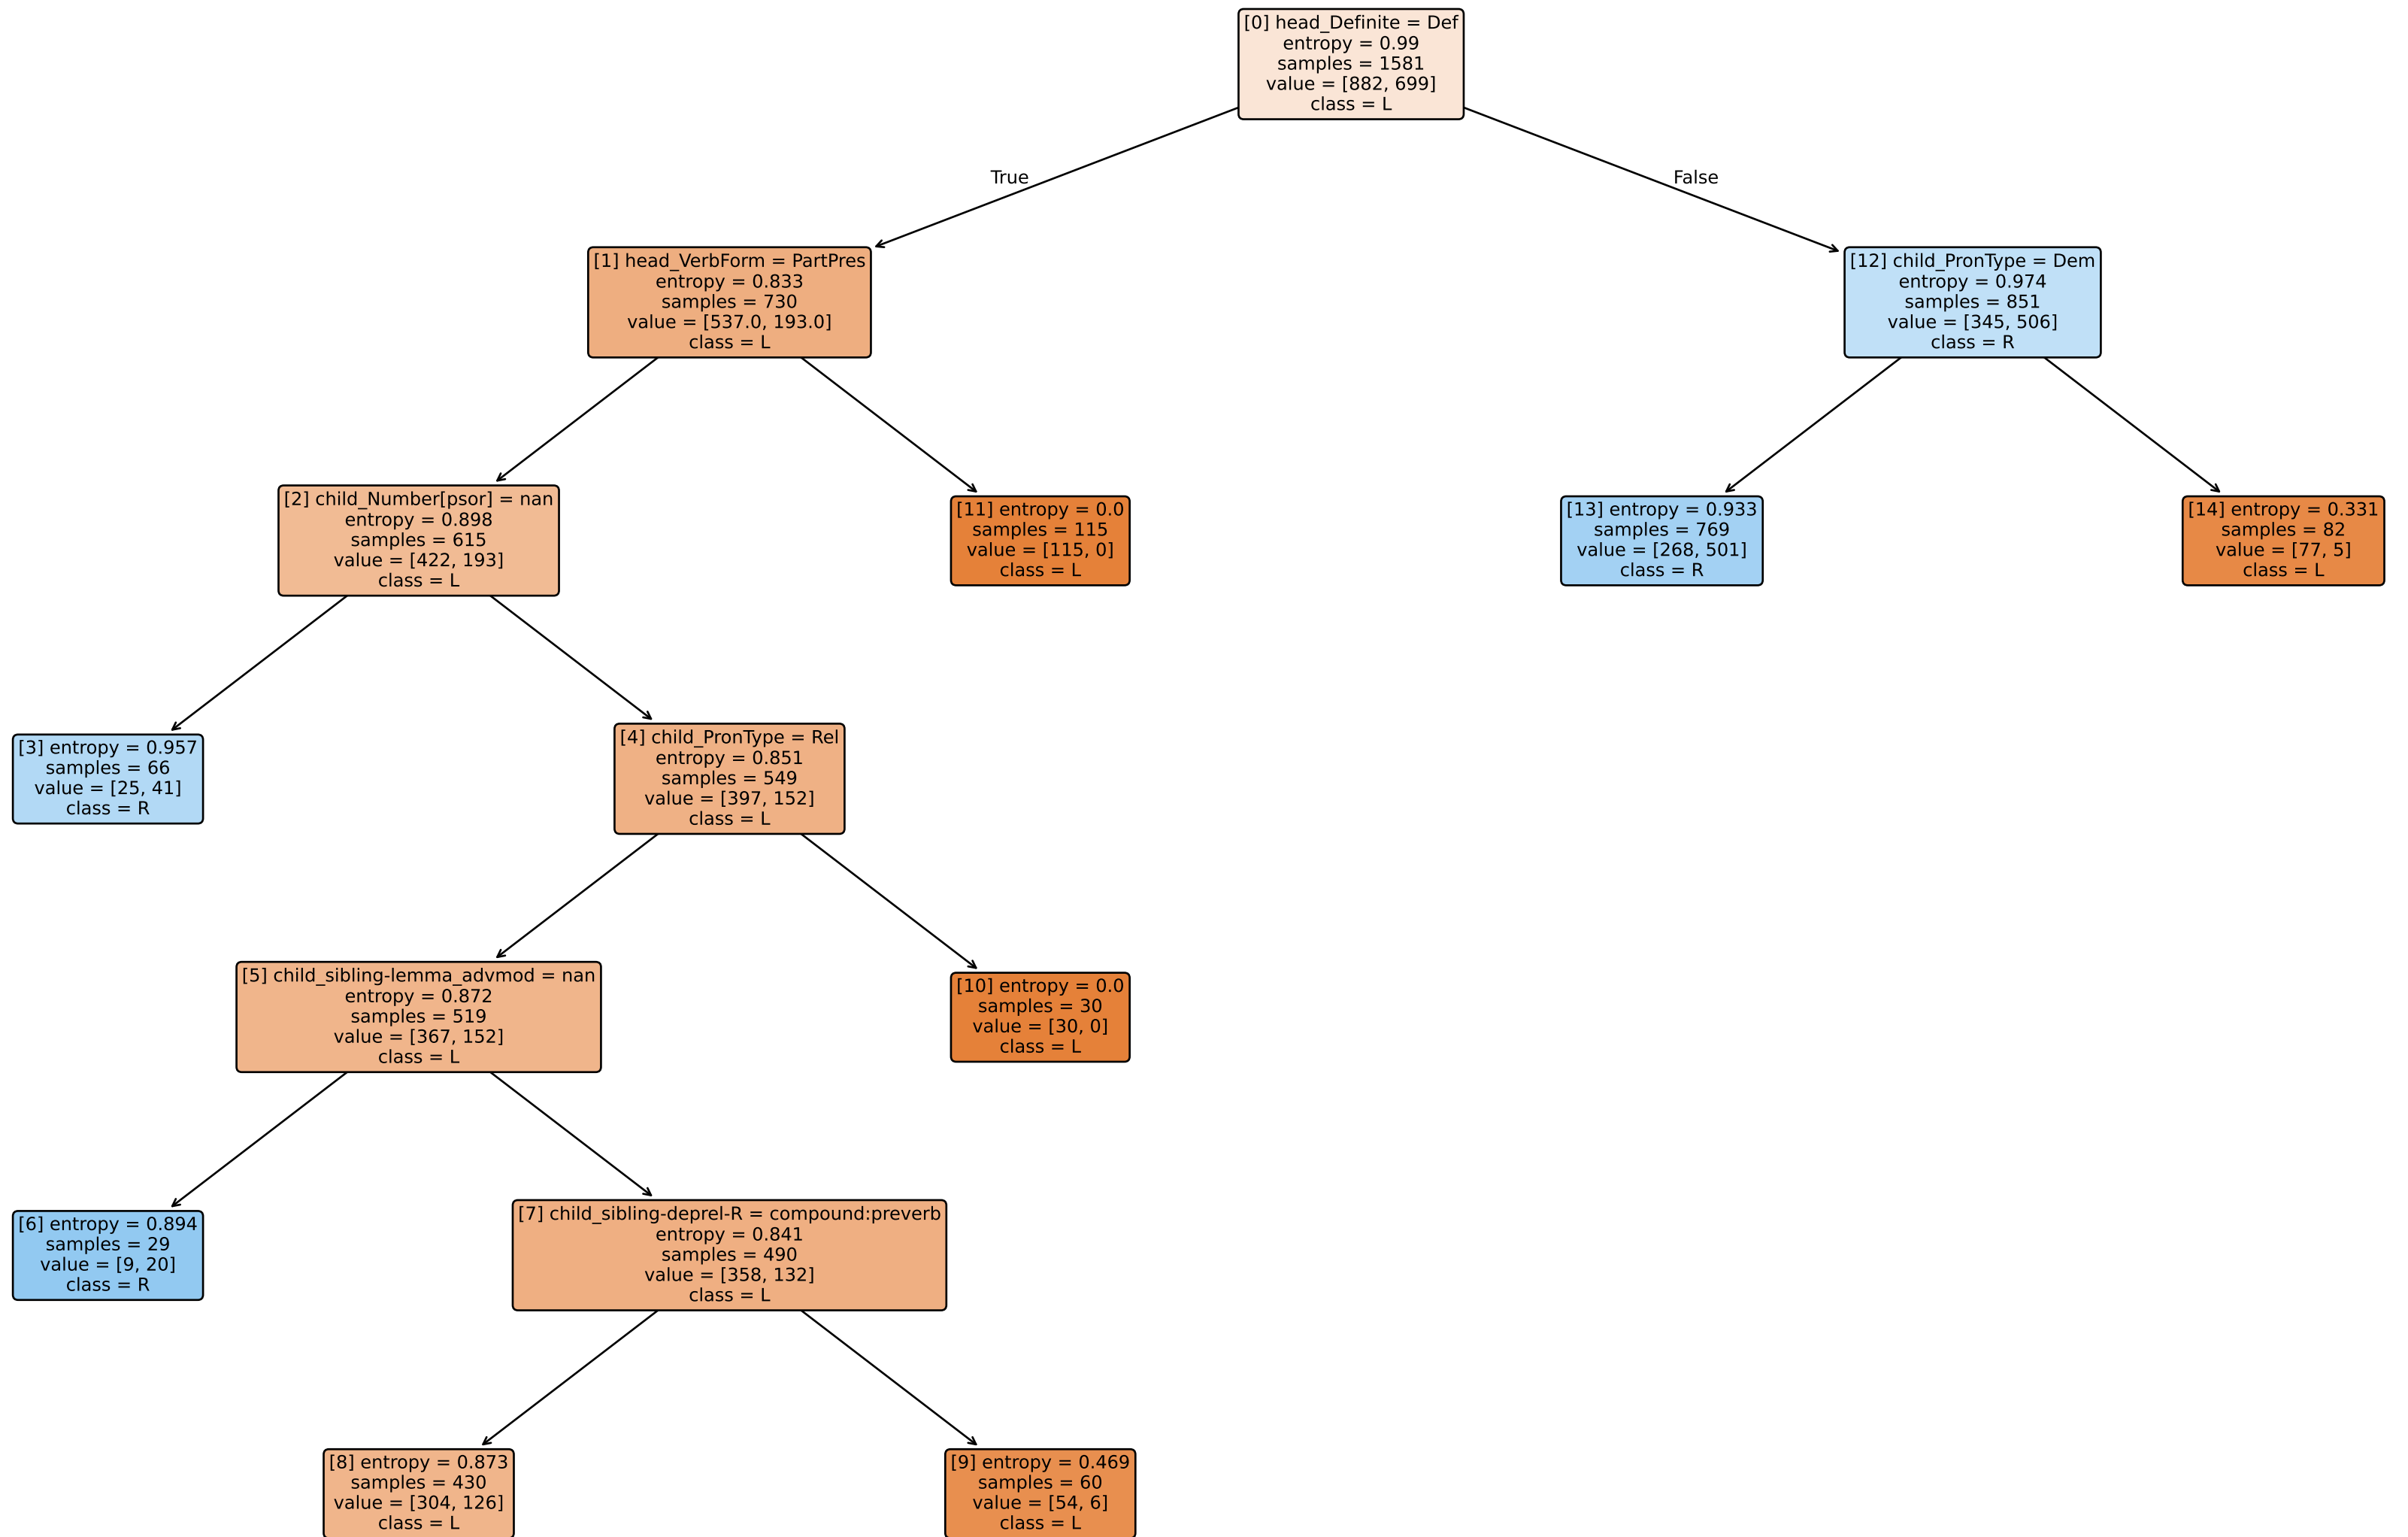 [0] head_Definite = Def
entropy = 0.99
samples = 1581
value = [882, 699]
class = L
True
False
[1] head_VerbForm = PartPres
entropy = 0.833
samples = 730
value = [537.0, 193.0]
class = L
[12] child_PronType = Dem
entropy = 0.974
samples = 851
value = [345, 506]
class = R
[2] child_Number[psor] = nan
entropy = 0.898
samples = 615
value = [422, 193]
class = L
[11] entropy = 0.0
samples = 115
value = [115, 0]
class = L
[13] entropy = 0.933
samples = 769
value = [268, 501]
class = R
[14] entropy = 0.331
samples = 82
value = [77, 5]
class = L
[3] entropy = 0.957
samples = 66
value = [25, 41]
class = R
[4] child_PronType = Rel
entropy = 0.851
samples = 549
value = [397, 152]
class = L
[5] child_sibling-lemma_advmod = nan
entropy = 0.872
samples = 519
value = [367, 152]
class = L
[10] entropy = 0.0
samples = 30
value = [30, 0]
class = L
[6] entropy = 0.894
samples = 29
value = [9, 20]
class = R
[7] child_sibling-deprel-R = compound:preverb
entropy = 0.841
samples = 490
value = [358, 132]
class = L
[8] entropy = 0.873
samples = 430
value = [304, 126]
class = L
[9] entropy = 0.469
samples = 60
value = [54, 6]
class = L